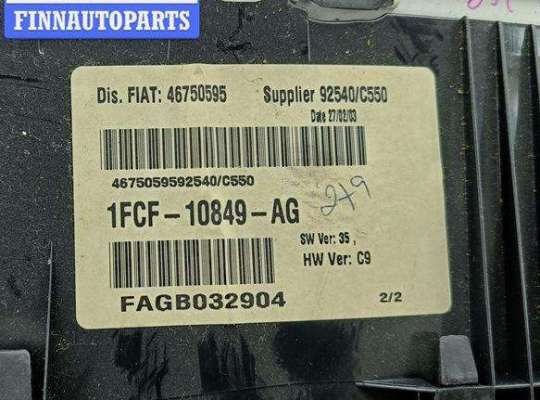 FINNAUTOPARTS
Dis. FIAT: 46750595 Supplier 92540/C550
Date 27/02/03
4675059592540/C550
1FCF-10849-AG
219
SW Ver: 35
HW Ver: C9
FAGB032904
2/2